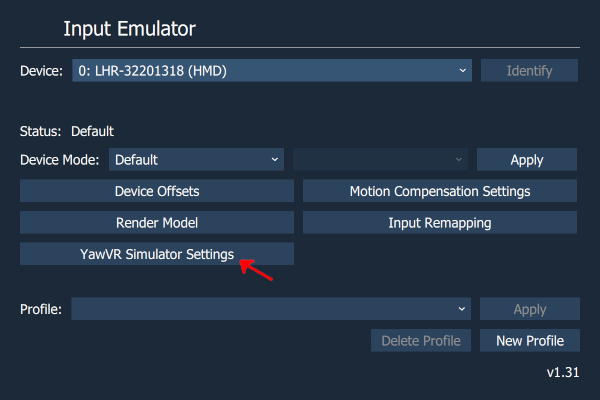 Input Emulator
Device: 0: LHR-32201318 (HMD) Identify
Status: Default
Device Mode: Default Apply
Device Offsets Motion Compensation Settings
Render Model Input Remapping
YawVR Simulator Settings
Profile: Apply
Delete Profile New Profile
v1.31